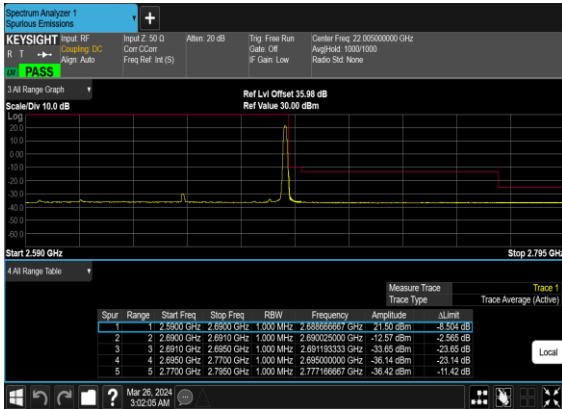 Spectrum Analyzer 1
Spurious Emissions
KEYSIGHT
R T
LXI PASS
Input: RF
Coupling: DC
Align: Auto
Input Z: 50 Ω
Corr CCorr
Freq Ref: Int (S)
Atten: 20 dB
Trig: Free Run
Gate: Off
IF Gain: Low
Center Freq: 22.005000000 GHz
Avg|Hold: 1000/1000
Radio Std: None
3 All Range Graph
Scale/Div 10.0 dB
Ref Lvl Offset 35.98 dB
Ref Value 30.00 dBm
Log
20.0
10.0
0.00
-10.0
-20.0
-30.0
-40.0
-50.0
-60.0
Start 2.590 GHz
Stop 2.795 GHz
4 All Range Table
Measure Trace Trace 1
Trace Type Trace Average (Active)
Spur Range Start Freq Stop Freq RBW Frequency Amplitude ΔLimit
1 1 2.5900 GHz 2.6900 GHz 1.000 MHz 2.688666667 GHz 21.50 dBm -8.504 dB
2 2 2.6900 GHz 2.6910 GHz 1.000 MHz 2.690025000 GHz -12.57 dBm -2.565 dB
3 3 2.6910 GHz 2.6950 GHz 1.000 MHz 2.691193333 GHz -33.65 dBm -23.65 dB
4 4 2.6950 GHz 2.7700 GHz 1.000 MHz 2.695000000 GHz -36.14 dBm -23.14 dB
5 5 2.7700 GHz 2.7950 GHz 1.000 MHz 2.777166667 GHz -36.42 dBm -11.42 dB
Local
Mar 26, 2024
3:02:05 AM